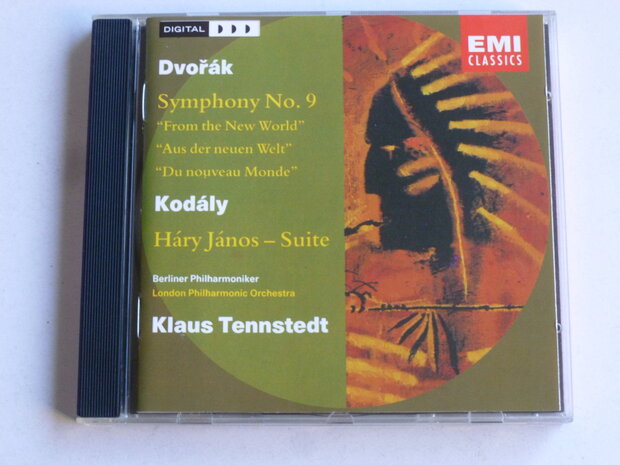 DIGITAL DDD
EMI
CLASSICS
Dvořák
Symphony No. 9
“From the New World”
“Aus der neuen Welt”
“Du nouveau Monde”
Kodály
Háry János – Suite
Berliner Philharmoniker
London Philharmonic Orchestra
Klaus Tennstedt